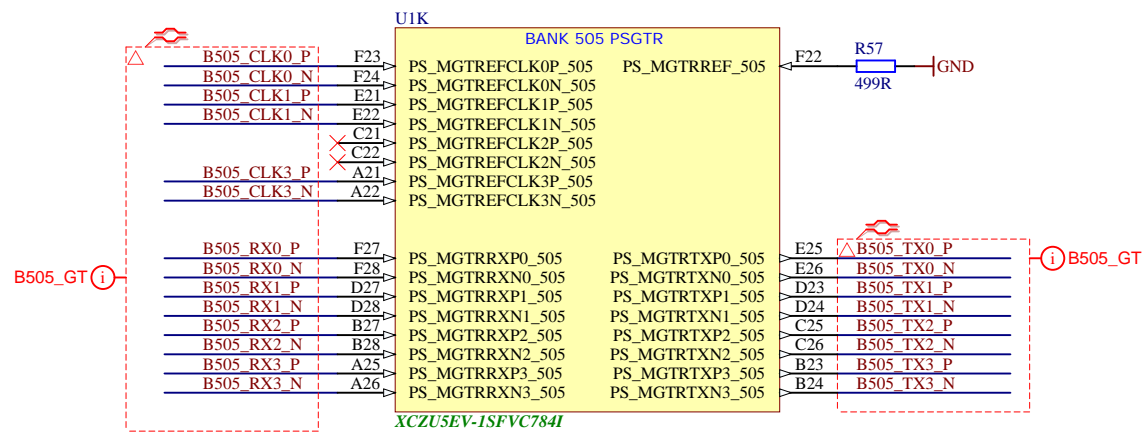 U1K
BANK 505 PSGTR
B505_CLK0_P F23 PS_MGTREFCLK0P_505 PS_MGTRREF_505 F22 R57 499R GND
B505_CLK0_N F24 PS_MGTREFCLK0N_505
B505_CLK1_P E21 PS_MGTREFCLK1P_505
B505_CLK1_N E22 PS_MGTREFCLK1N_505
C21 PS_MGTREFCLK2P_505
C22 PS_MGTREFCLK2N_505
B505_CLK3_P A21 PS_MGTREFCLK3P_505
B505_CLK3_N A22 PS_MGTREFCLK3N_505
B505_RX0_P F27 PS_MGTRRXP0_505 PS_MGTRTXP0_505 E25 B505_TX0_P
B505_GT i B505_RX0_N F28 PS_MGTRRXN0_505 PS_MGTRTXN0_505 E26 B505_TX0_N i B505_GT
B505_RX1_P D27 PS_MGTRRXP1_505 PS_MGTRTXP1_505 D23 B505_TX1_P
B505_RX1_N D28 PS_MGTRRXN1_505 PS_MGTRTXN1_505 D24 B505_TX1_N
B505_RX2_P B27 PS_MGTRRXP2_505 PS_MGTRTXP2_505 C25 B505_TX2_P
B505_RX2_N B28 PS_MGTRRXN2_505 PS_MGTRTXN2_505 C26 B505_TX2_N
B505_RX3_P A25 PS_MGTRRXP3_505 PS_MGTRTXP3_505 B23 B505_TX3_P
B505_RX3_N A26 PS_MGTRRXN3_505 PS_MGTRTXN3_505 B24 B505_TX3_N
XCZU5EV-1SFVC784I